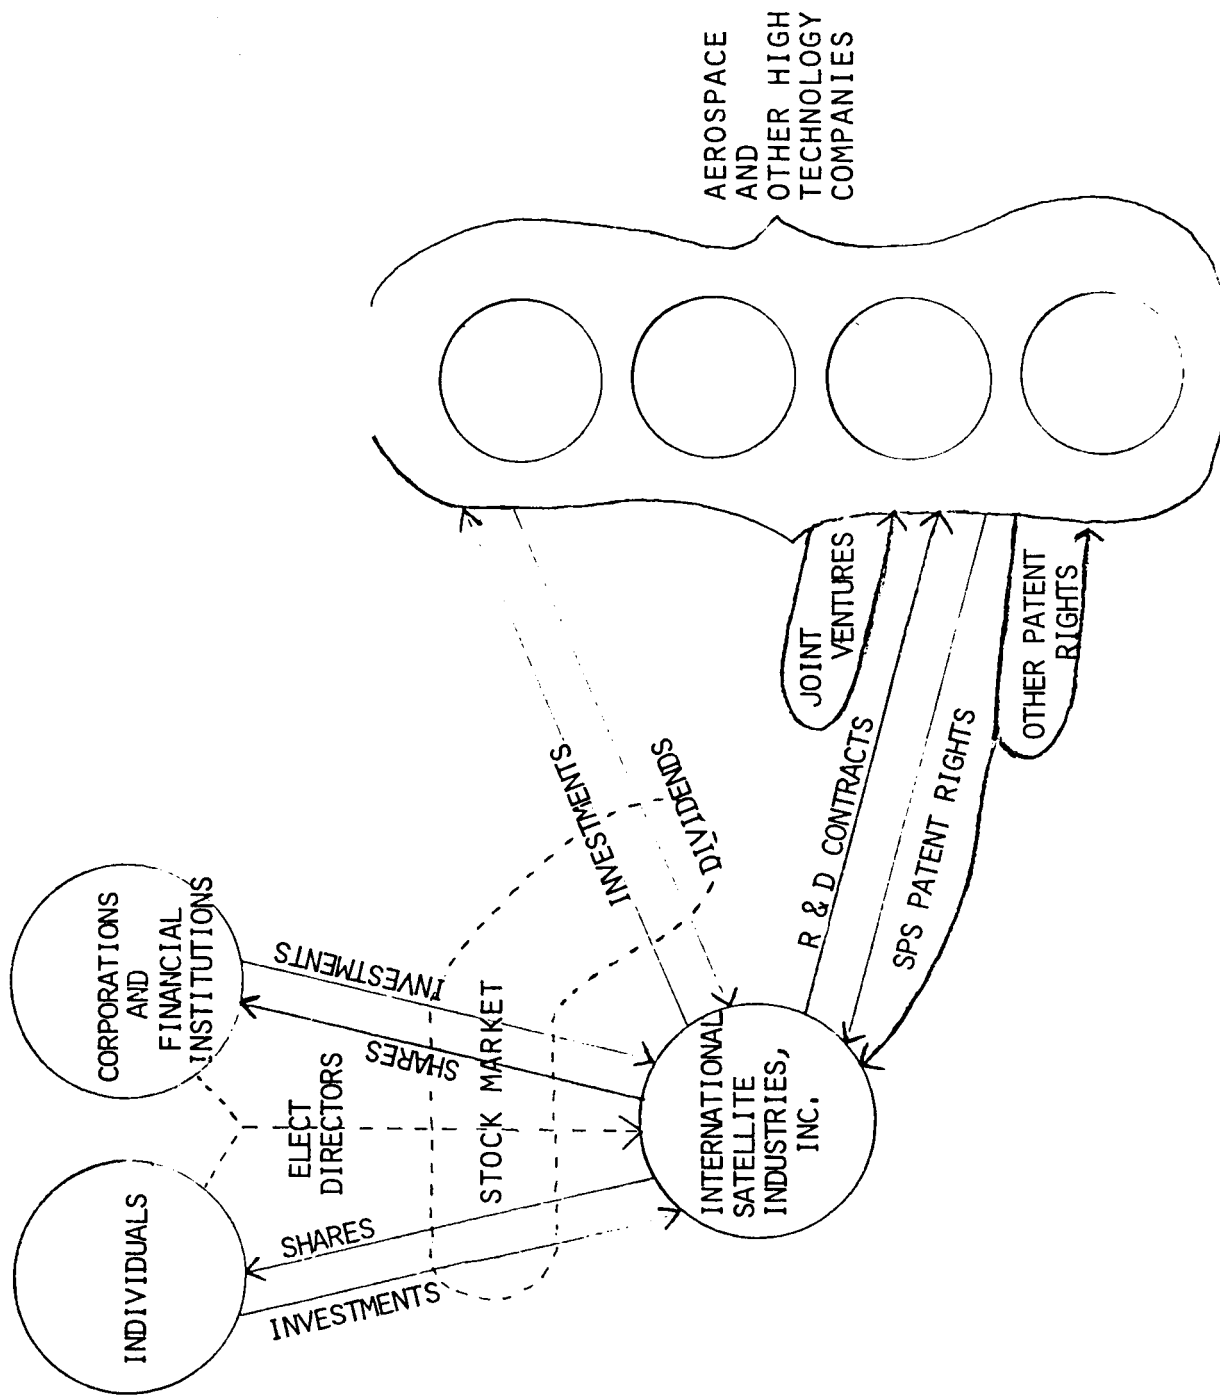 INDIVIDUALS
CORPORATIONS
AND
FINANCIAL
INSTITUTIONS
ELECT
DIRECTORS
INVESTMENTS
SHARES
SHARES
INVESTMENTS
STOCK MARKET
INTERNATIONAL
SATELLITE
INDUSTRIES,
INC.
INVESTMENTS
DIVIDENDS
JOINT
VENTURES
R & D CONTRACTS
SPS PATENT RIGHTS
OTHER PATENT
RIGHTS
AEROSPACE
AND
OTHER HIGH
TECHNOLOGY
COMPANIES